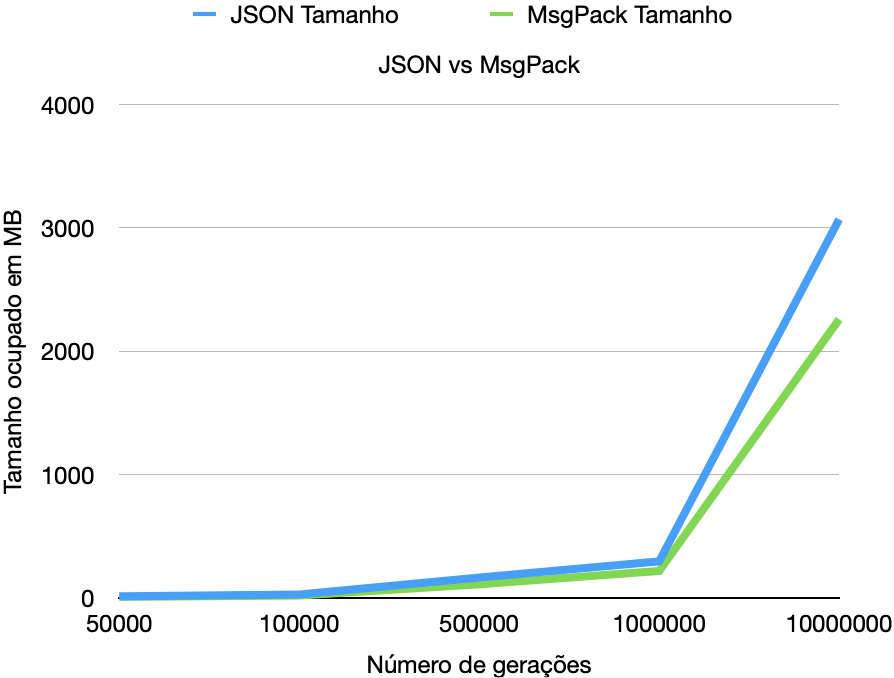 JSON Tamanho
MsgPack Tamanho
JSON vs MsgPack
4000
3000
2000
1000
0
Tamanho ocupado em MB
50000
100000
500000
1000000
10000000
Número de gerações